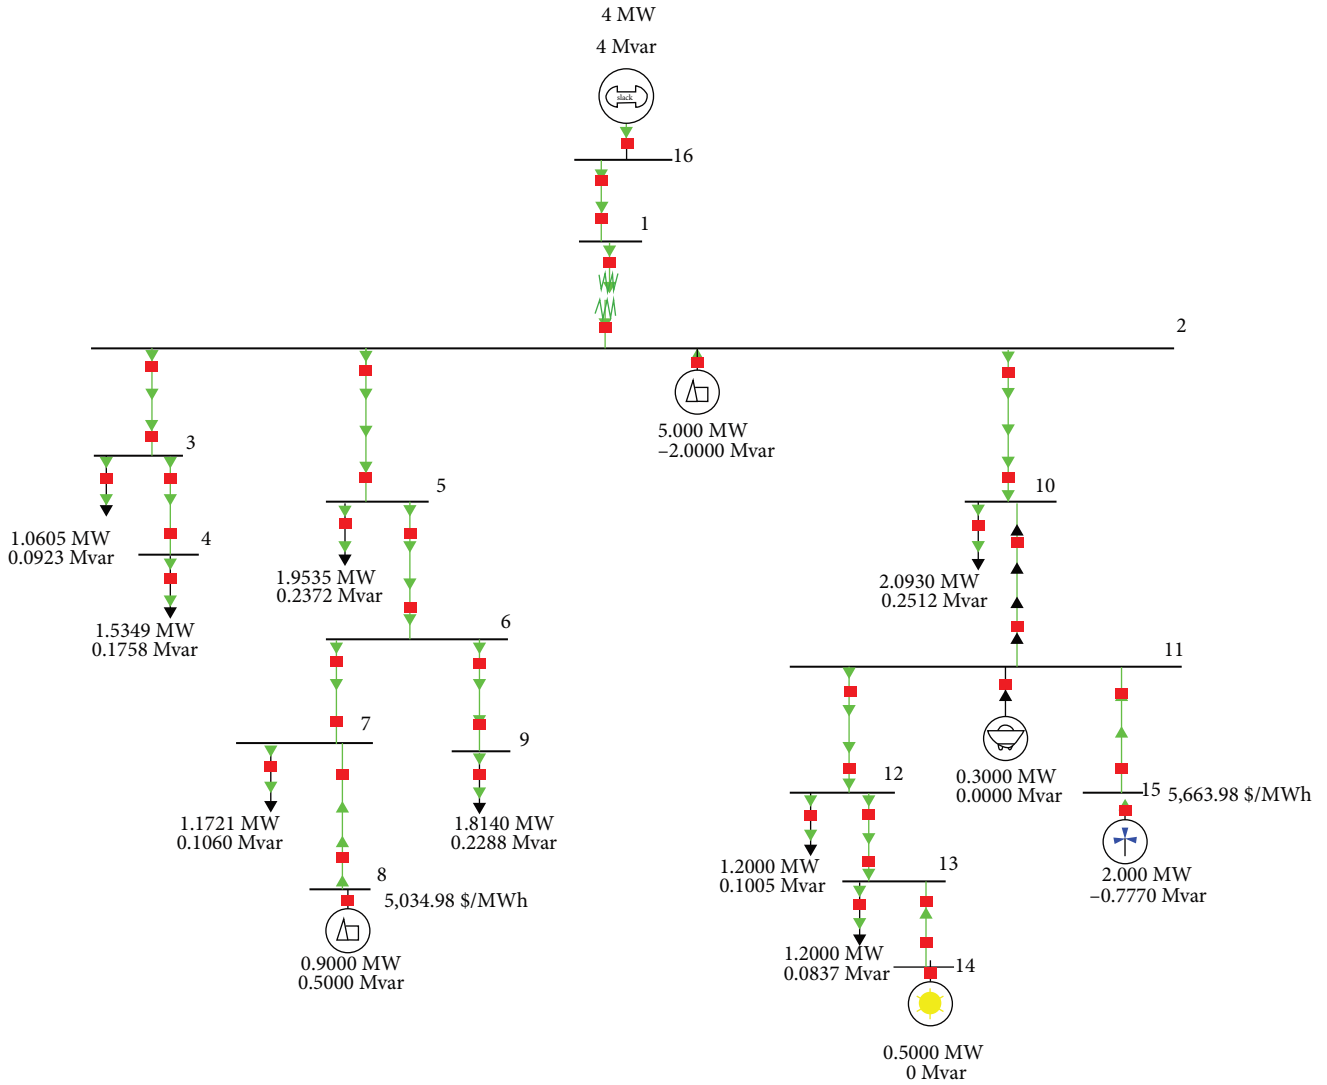 4 MW
4 Mvar
slack
16
1
2
5.000 MW
−2.0000 Mvar
3
5
10
1.0605 MW
0.0923 Mvar
4
1.9535 MW
0.2372 Mvar
2.0930 MW
0.2512 Mvar
1.5349 MW
0.1758 Mvar
6
11
7
9
12
0.3000 MW
0.0000 Mvar
15 5,663.98 $/MWh
1.1721 MW
0.1060 Mvar
1.8140 MW
0.2288 Mvar
8
5,034.98 $/MWh
1.2000 MW
0.1005 Mvar
13
2.000 MW
−0.7770 Mvar
0.9000 MW
0.5000 Mvar
1.2000 MW
0.0837 Mvar
14
0.5000 MW
0 Mvar